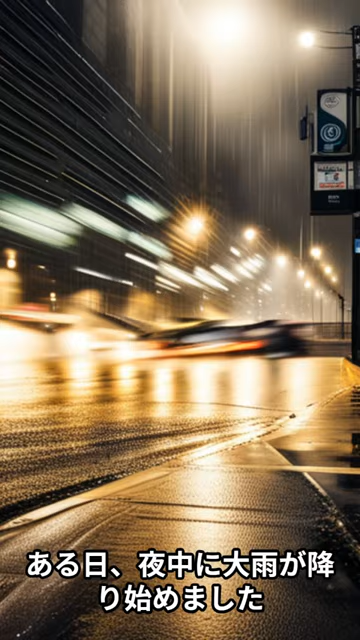 ある日、夜中に大雨が降
り始めました